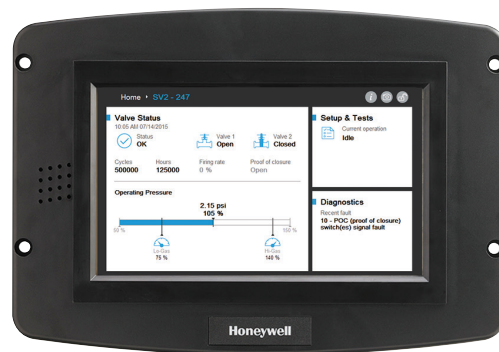 Home › SV2 - 247
Valve Status
10:05 AM 07/14/2015
Status
OK
Valve 1
Open
Valve 2
Closed
Cycles
500000
Hours
125000
Firing rate
0 %
Proof of closure
Open
Operating Pressure
2.15 psi
105 %
Lo-Gas
75 %
Hi-Gas
140 %
Setup & Tests
Current operation
Idle
Diagnostics
Recent fault
10 - POC (proof of closure)
switch(es) signal fault
Honeywell